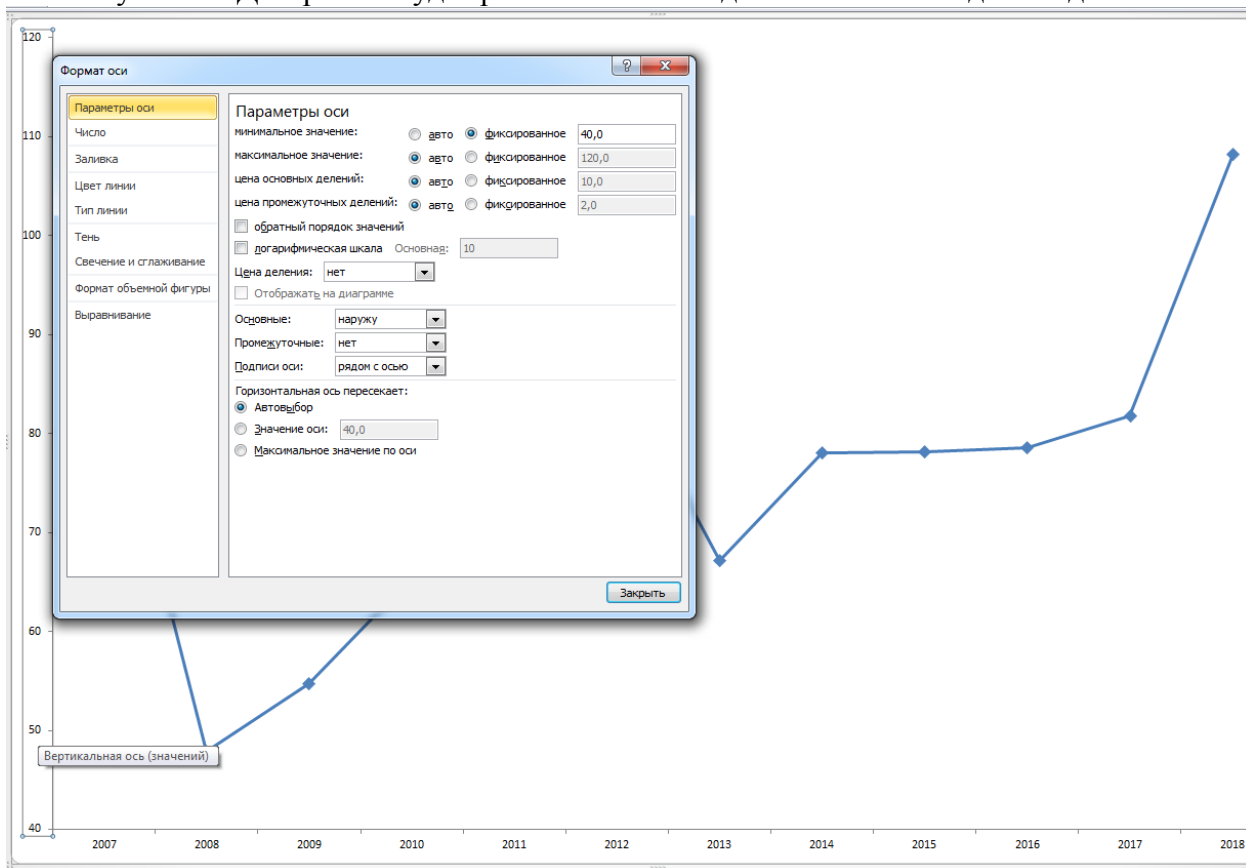 120
Формат оси
Параметры оси
Число
Заливка
Цвет линии
Тип линии
Тень
Свечение и сглаживание
Формат объемной фигуры
Выравнивание
Параметры оси
минимальное значение: авто фиксированное 40,0
максимальное значение: авто фиксированное 120,0
цена основных делений: авто фиксированное 10,0
цена промежуточных делений: авто фиксированное 2,0
обратный порядок значений
логарифмическая шкала Основная: 10
Цена деления: нет
Отображать на диаграмме
Основные: наружу
Промежуточные: нет
Подписи оси: рядом с осью
Горизонтальная ось пересекает:
Автовыбор
Значение оси: 40,0
Максимальное значение по оси
Закрыть
110
100
90
80
70
60
50
Вертикальная ось (значений)
40
2007 2008 2009 2010 2011 2012 2013 2014 2015 2016 2017 2018